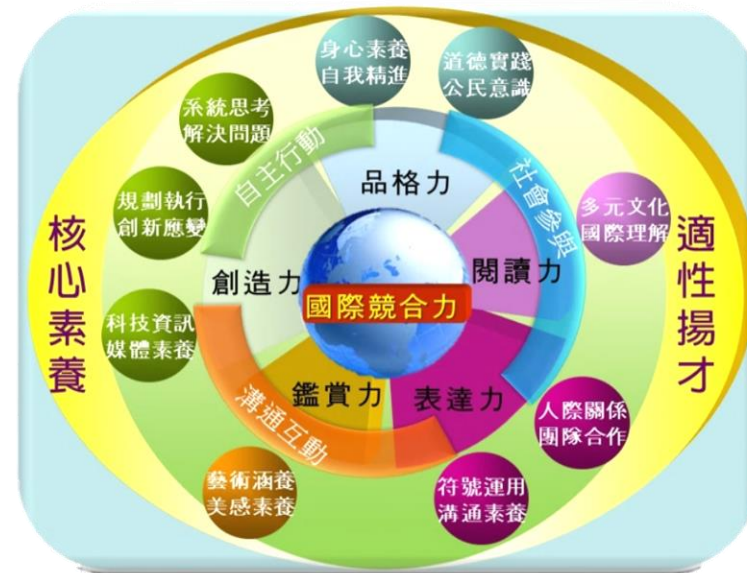 身心素養
自我精進
道德實踐
公民意識
系統思考
解決問題
自主行動
社會參與
品格力
規劃執行
創新應變
多元文化
國際理解
核心素養
適性揚才
創造力
閱讀力
國際競合力
科技資訊
媒體素養
鑑賞力
表達力
溝通互動
人際關係
團隊合作
藝術涵養
美感素養
符號運用
溝通素養